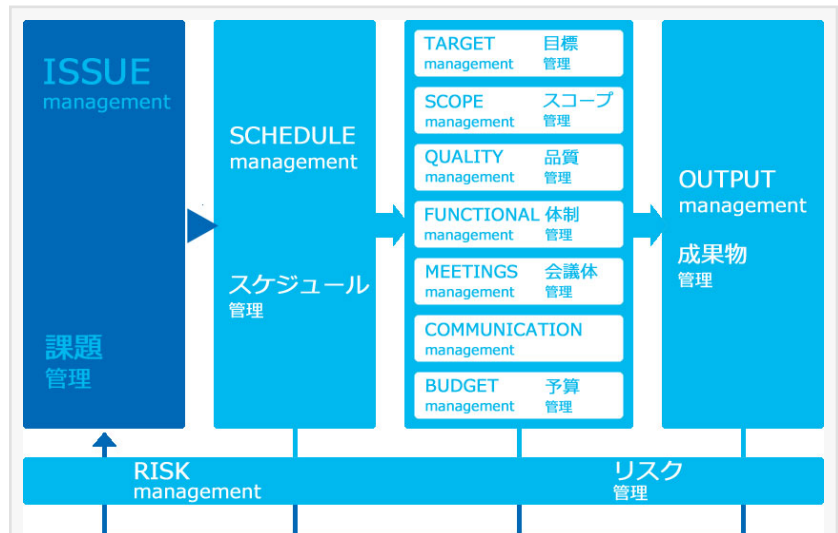 ISSUE
management
課題
管理
SCHEDULE
management
スケジュール
管理
TARGET 目標
management 管理
SCOPE スコープ
management 管理
QUALITY 品質
management 管理
FUNCTIONAL 体制
management 管理
MEETINGS 会議体
management 管理
COMMUNICATION
management
BUDGET 予算
management 管理
OUTPUT
management
成果物
管理
RISK リスク
management 管理